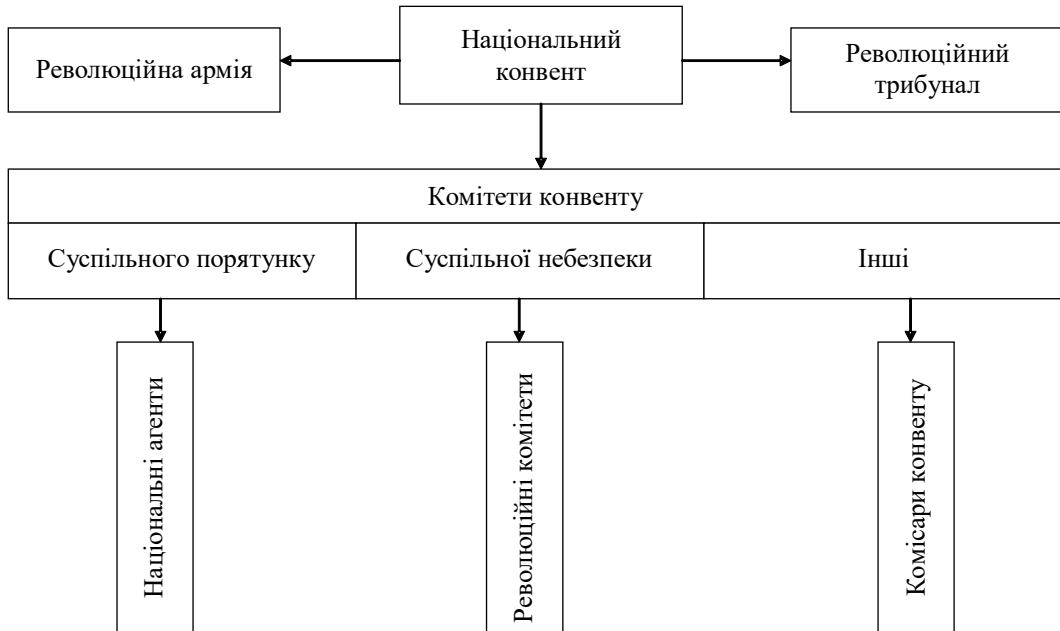 Революційна армія
Національний
конвент
Революційний
трибунал
Комітети конвенту
Суспільного порятунку
Суспільної небезпеки
Інші
Національні агенти
Революційні комітети
Комісари конвенту